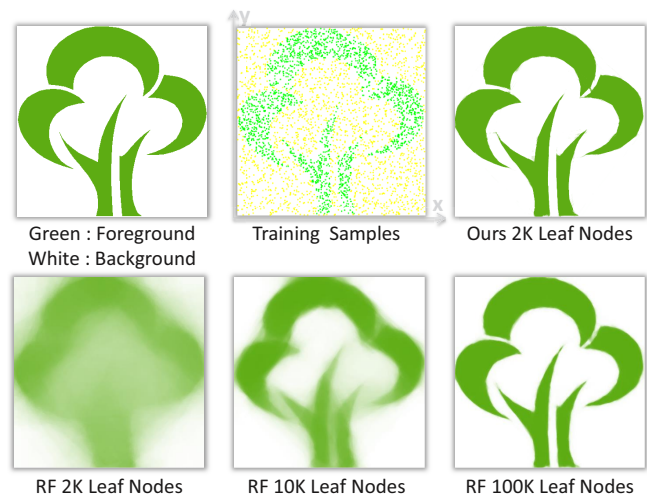 y
x
Green : Foreground
White : Background
Training Samples
Ours 2K Leaf Nodes
RF 2K Leaf Nodes
RF 10K Leaf Nodes
RF 100K Leaf Nodes